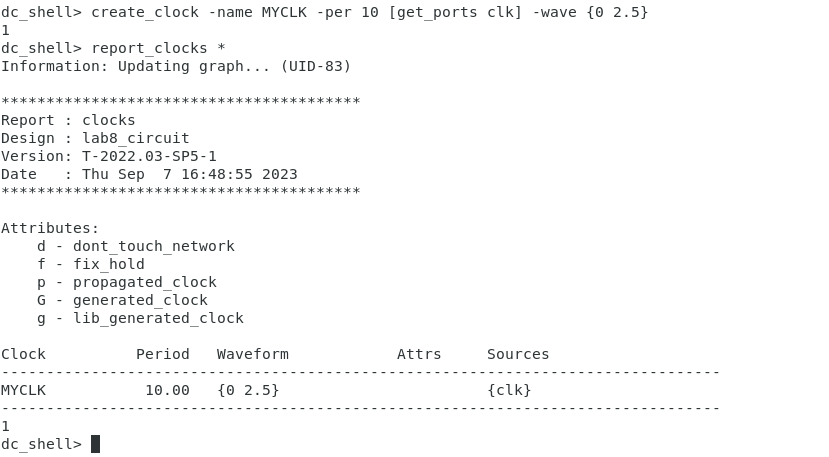 dc_shell> create_clock -name MYCLK -per 10 [get_ports clk] -wave {0 2.5}
1
dc_shell> report_clocks *
Information: Updating graph... (UID-83)

****************************************
Report : clocks
Design : lab8_circuit
Version: T-2022.03-SP5-1
Date   : Thu Sep  7 16:48:55 2023
****************************************

Attributes:
    d - dont_touch_network
    f - fix_hold
    p - propagated_clock
    G - generated_clock
    g - lib_generated_clock

Clock          Period   Waveform            Attrs     Sources
--------------------------------------------------------------------------------
MYCLK           10.00   {0 2.5}                       {clk}
--------------------------------------------------------------------------------
1
dc_shell>